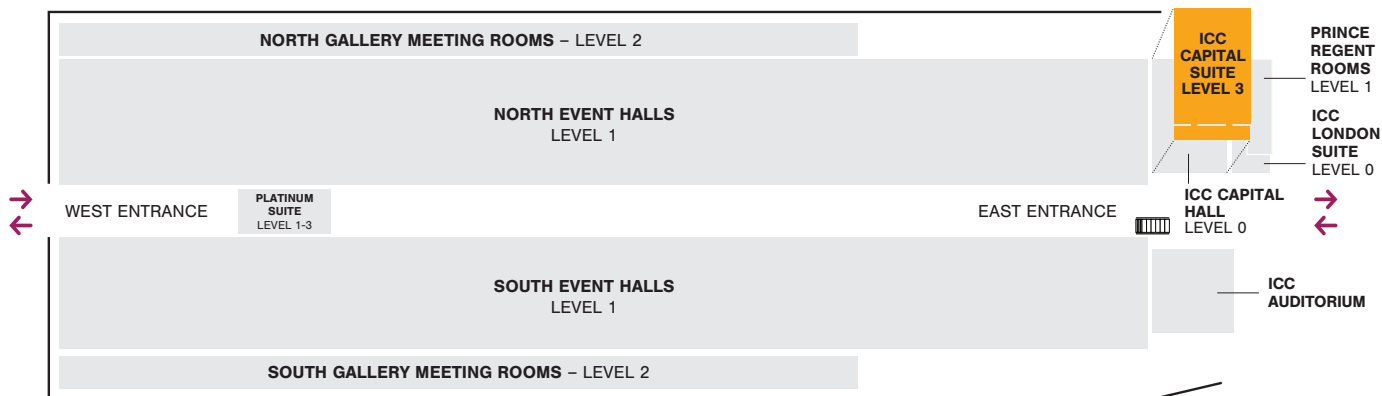 NORTH GALLERY MEETING ROOMS – LEVEL 2
ICC
CAPITAL
SUITE
LEVEL 3
PRINCE
REGENT
ROOMS
LEVEL 1
NORTH EVENT HALLS
LEVEL 1
ICC
LONDON
SUITE
LEVEL 0
WEST ENTRANCE
PLATINUM
SUITE
LEVEL 1-3
EAST ENTRANCE
ICC CAPITAL
HALL
LEVEL 0
SOUTH EVENT HALLS
LEVEL 1
ICC
AUDITORIUM
SOUTH GALLERY MEETING ROOMS – LEVEL 2